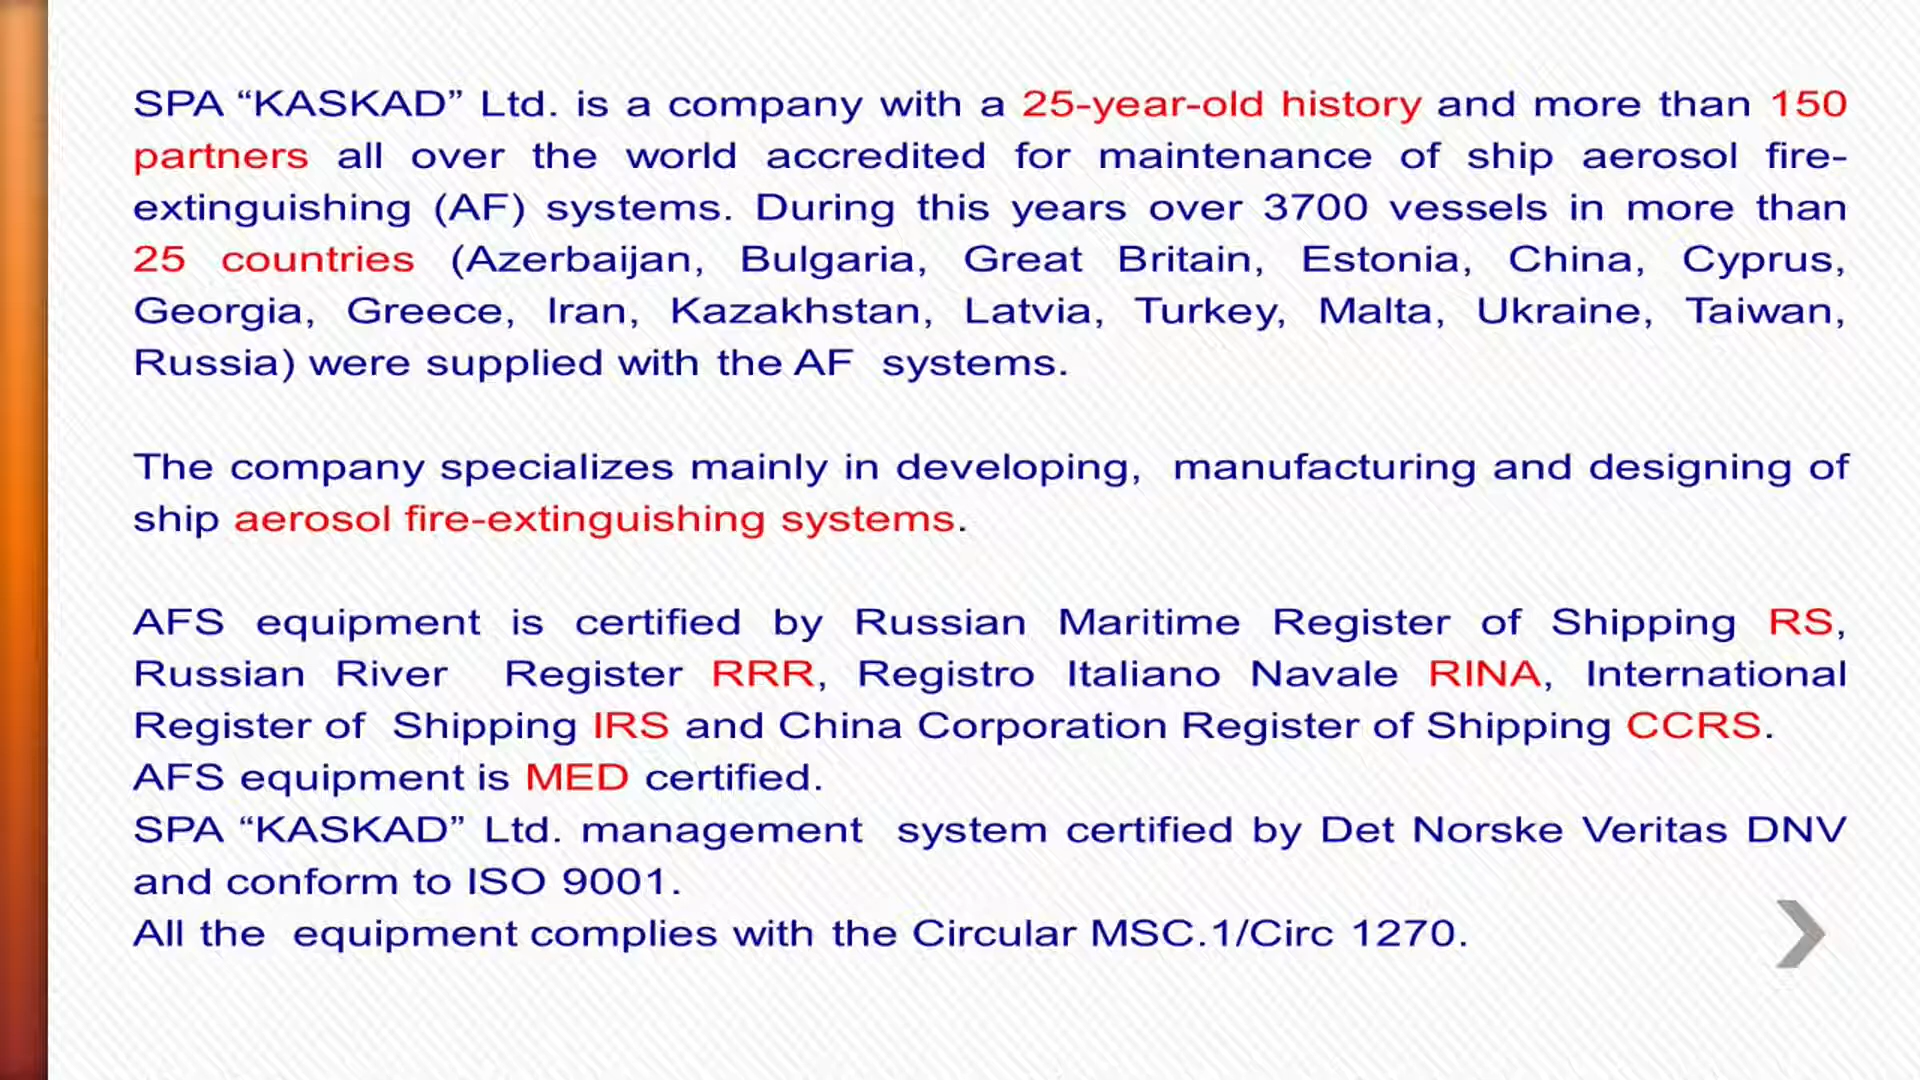 SPA “KASKAD” Ltd. is a company with a 25-year-old history and more than 150
partners all over the world accredited for maintenance of ship aerosol fire-
extinguishing (AF) systems. During this years over 3700 vessels in more than
25 countries (Azerbaijan, Bulgaria, Great Britain, Estonia, China, Cyprus,
Georgia, Greece, Iran, Kazakhstan, Latvia, Turkey, Malta, Ukraine, Taiwan,
Russia) were supplied with the AF systems.
The company specializes mainly in developing, manufacturing and designing of
ship aerosol fire-extinguishing systems.
AFS equipment is certified by Russian Maritime Register of Shipping RS,
Russian River Register RRR, Registro Italiano Navale RINA, International
Register of Shipping IRS and China Corporation Register of Shipping CCRS.
AFS equipment is MED certified.
SPA “KASKAD” Ltd. management system certified by Det Norske Veritas DNV
and conform to ISO 9001.
All the equipment complies with the Circular MSC.1/Circ 1270.